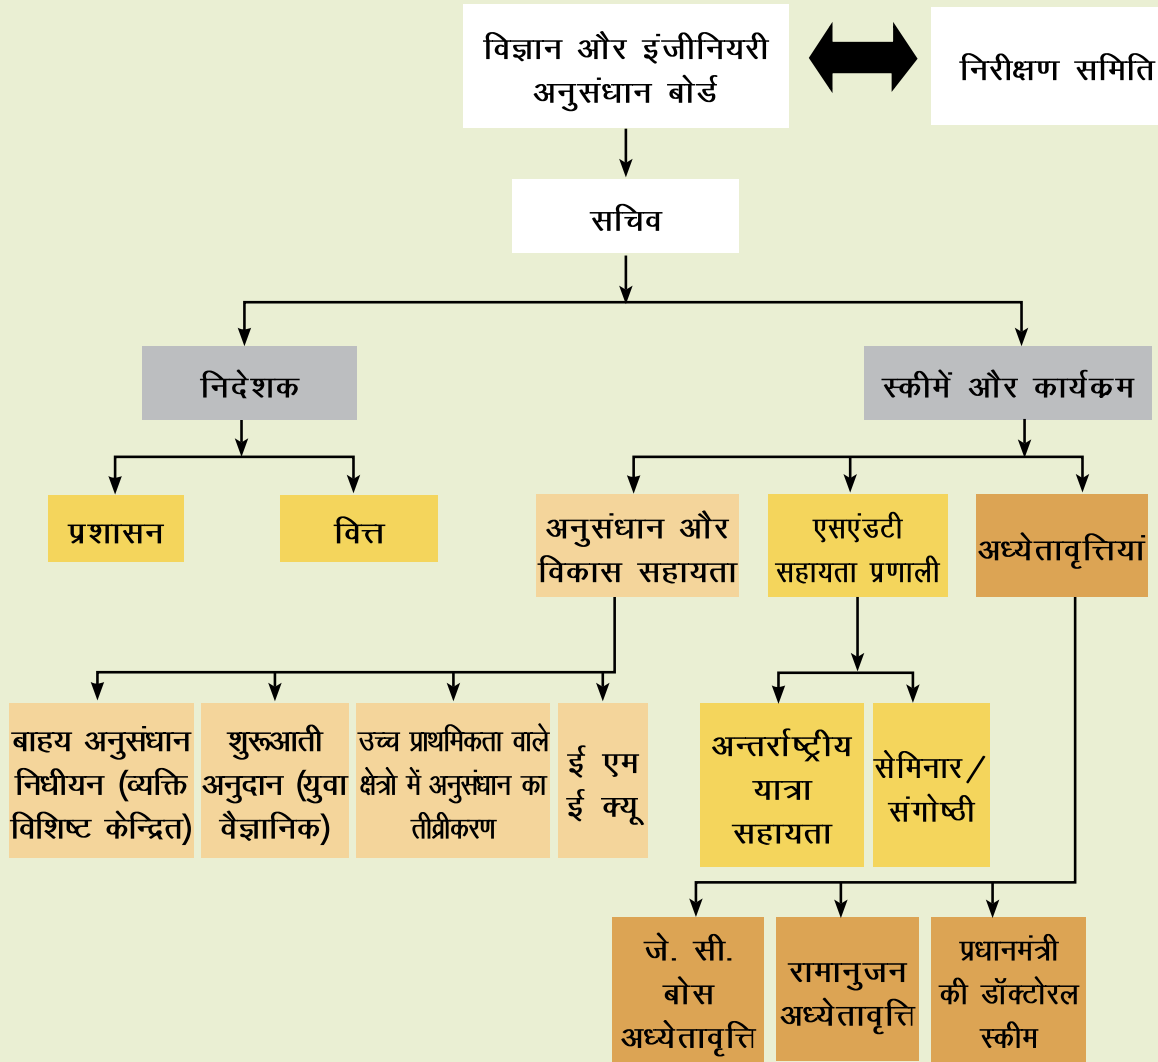 विज्ञान और इंजीनियरी
अनुसंधान बोर्ड
निरीक्षण समिति
सचिव
निदेशक
स्कीमें और कार्यक्रम
प्रशासन
वित्त
अनुसंधान और
विकास सहायता
एसएंडटी
सहायता प्रणाली
अध्येतावृत्तियां
बाहय अनुसंधान
निधीयन (व्यक्ति
विशिष्ट केन्द्रित)
शुरूआती
अनुदान (युवा
वैज्ञानिक)
उच्च प्राथमिकता वाले
क्षेत्रो में अनुसंधान का
तीव्रीकरण
ई एम
ई क्यू
अन्तर्राष्ट्रीय
यात्रा
सहायता
सेमिनार/
संगोष्ठी
जे. सी.
बोस
अध्येतावृत्ति
रामानुजन
अध्येतावृत्ति
प्रधानमंत्री
की डॉक्टोरल
स्कीम